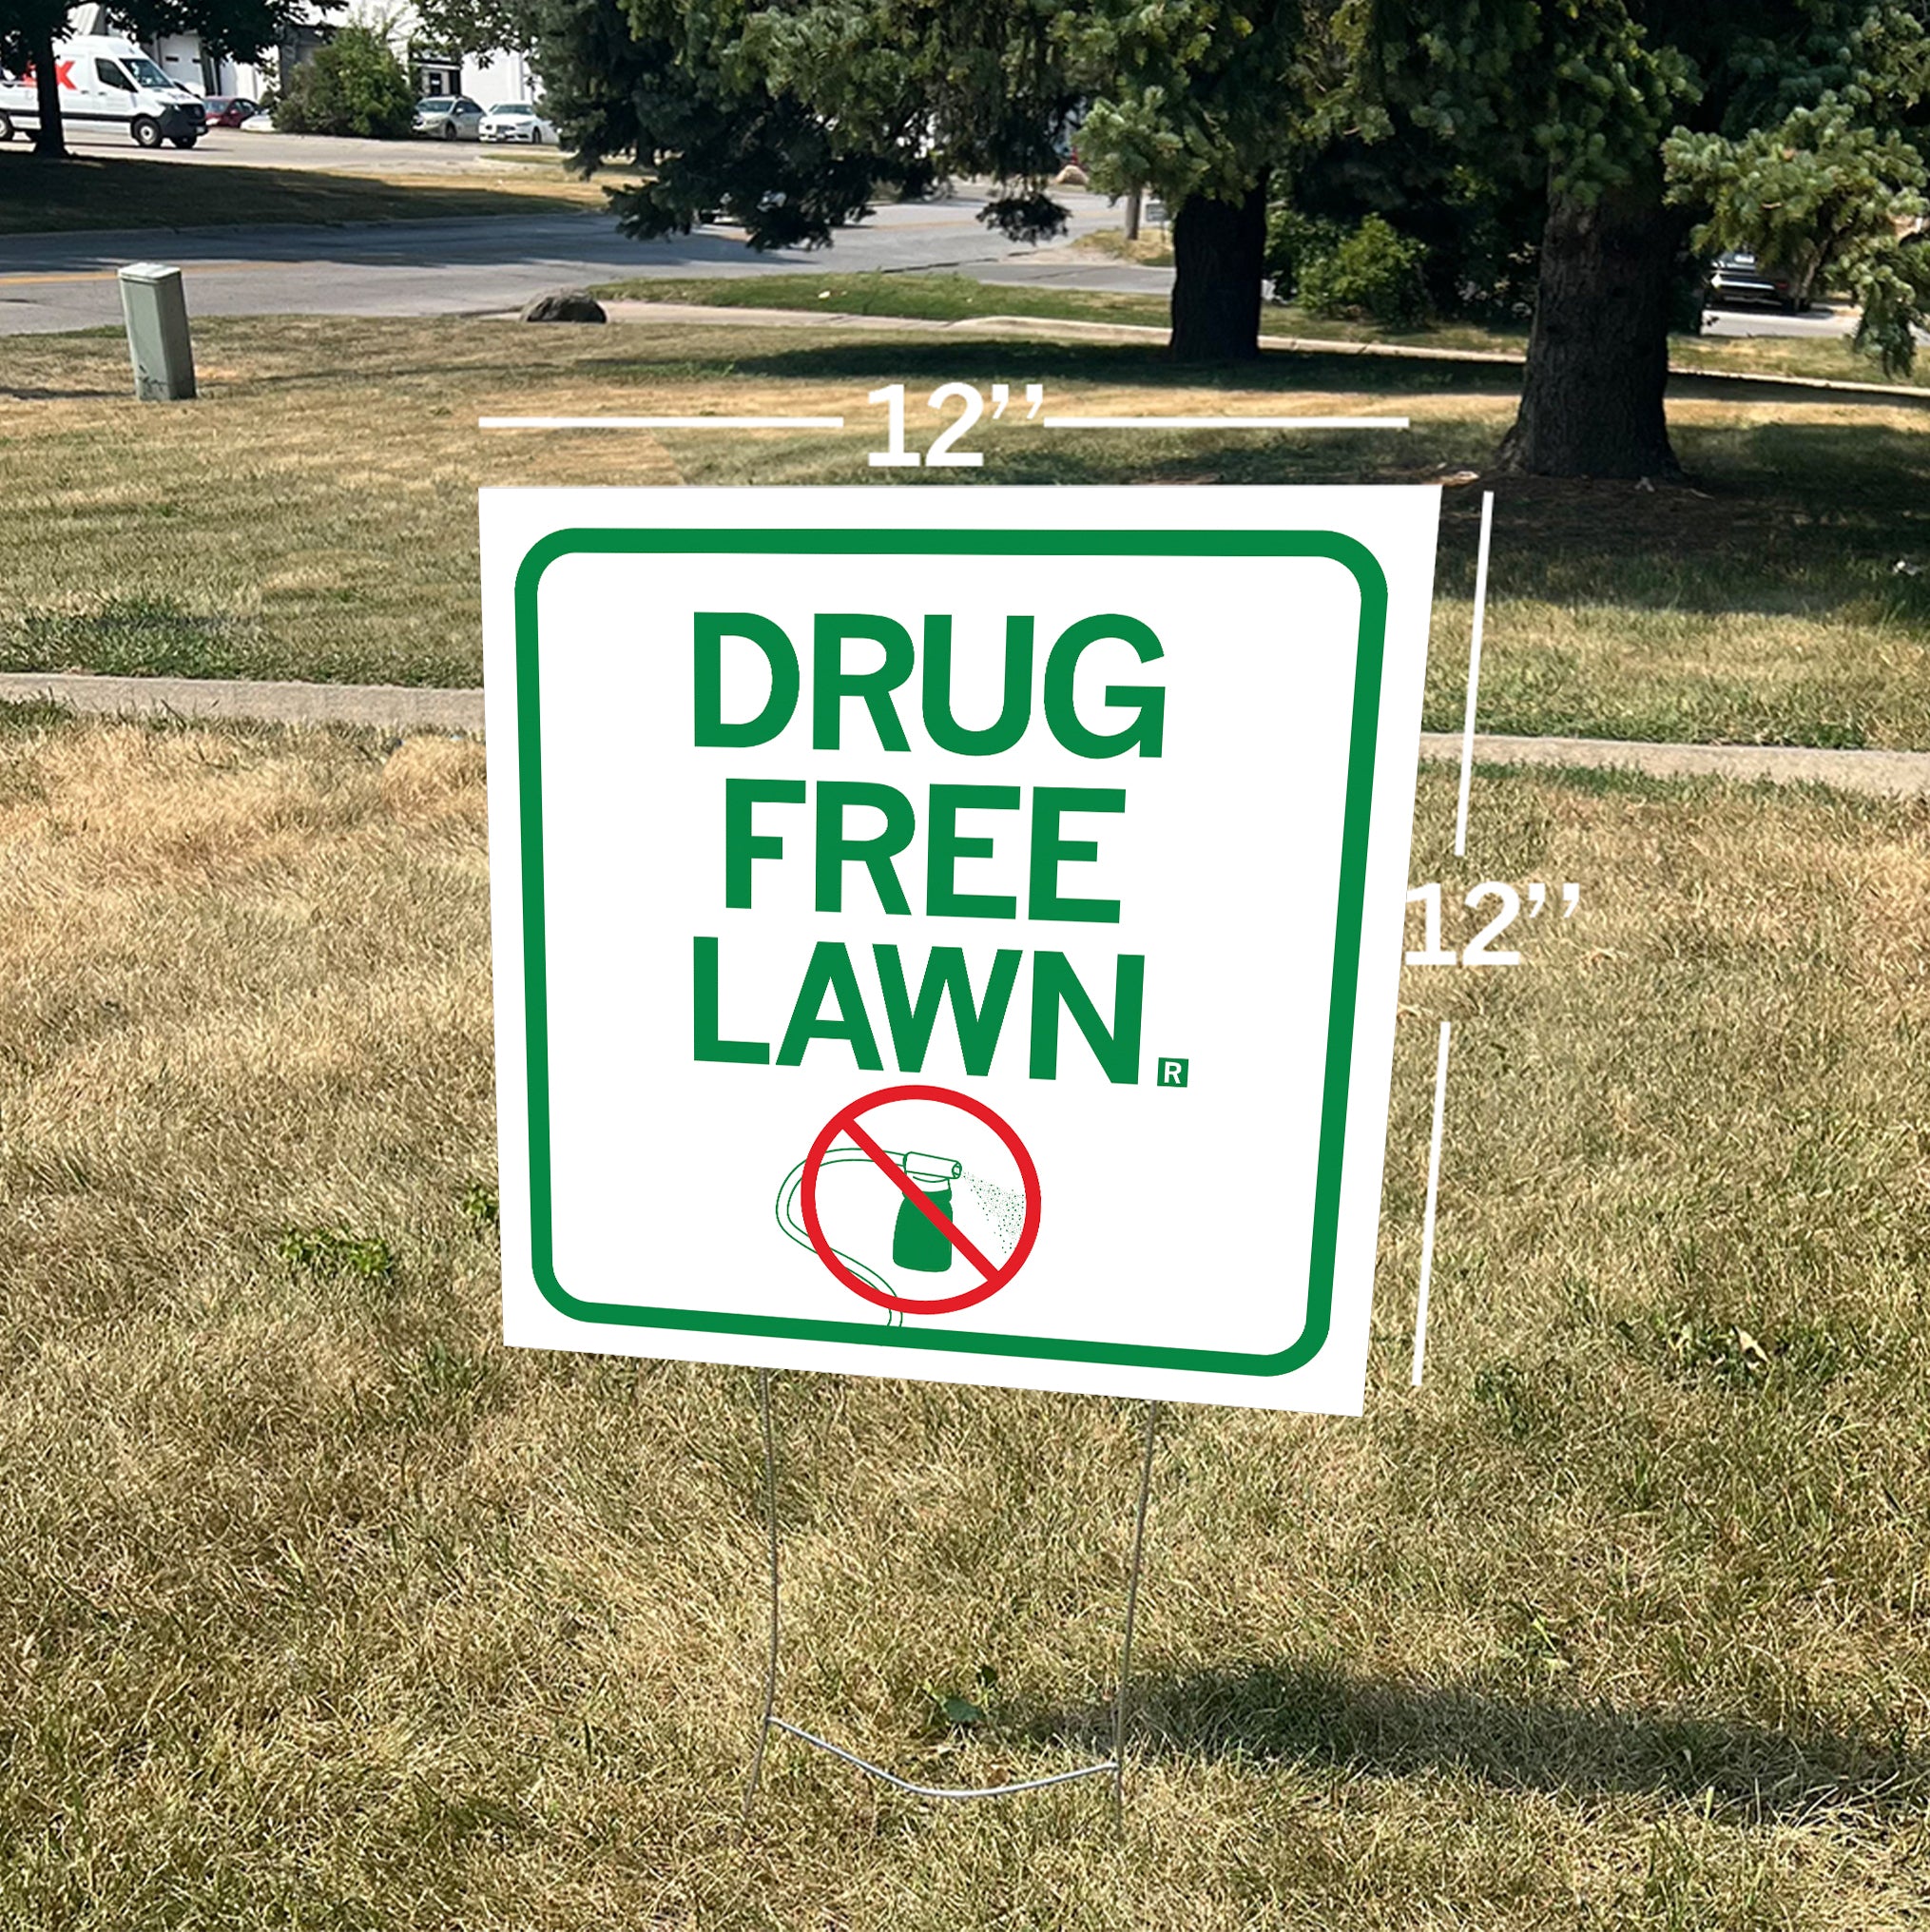 12’’
DRUG
FREE
LAWN.
R
12’’